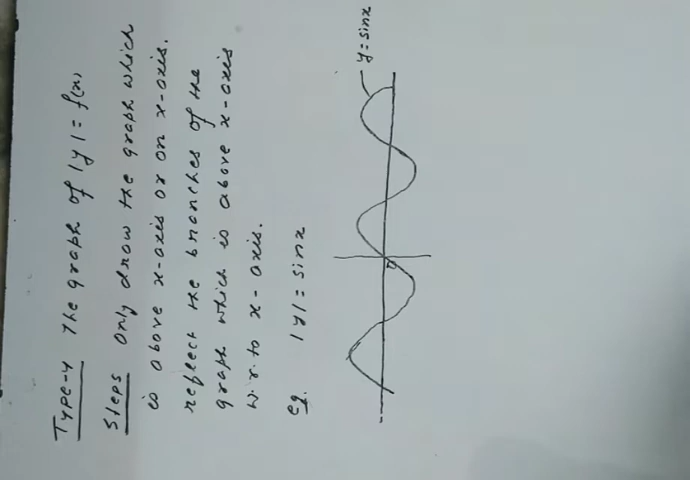 Type-4 The graph of |y| = f(x)
Steps Only draw the graph which
is above x-axis or on x-axis.
reflect the branches of the
graph which is above x-axis
w.r.to x-axis.
eg. |y| = sinx
y = sinx